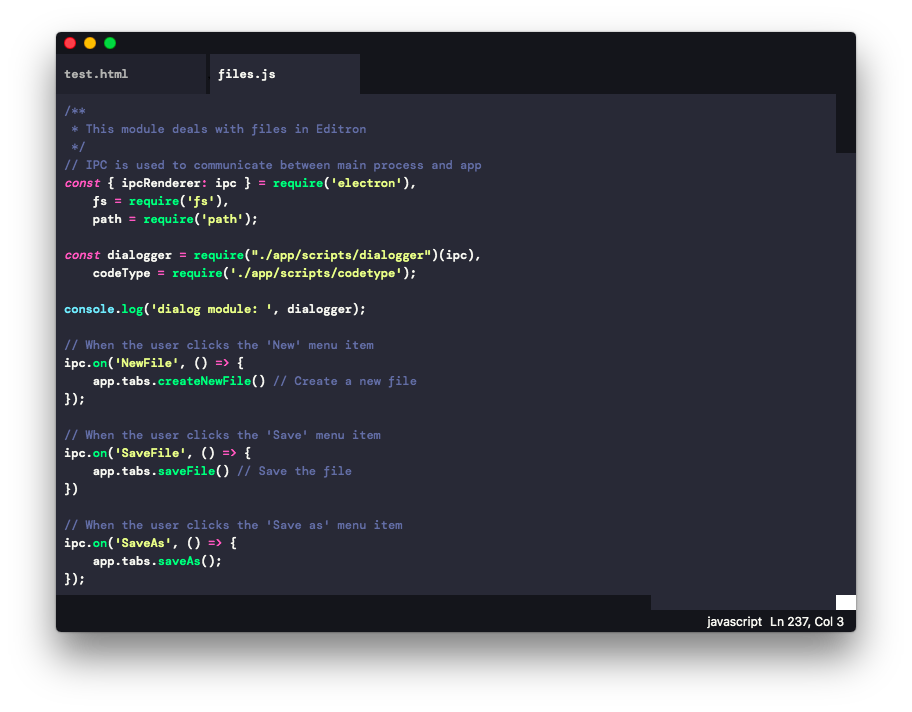 test.html
files.js
/**
 * This module deals with files in Editron
 */
// IPC is used to communicate between main process and app
const { ipcRenderer: ipc } = require('electron'),
    fs = require('fs'),
    path = require('path');
const dialogger = require("./app/scripts/dialogger")(ipc),
    codeType = require('./app/scripts/codetype');
console.log('dialog module: ', dialogger);
// When the user clicks the 'New' menu item
ipc.on('NewFile', () => {
    app.tabs.createNewFile() // Create a new file
});
// When the user clicks the 'Save' menu item
ipc.on('SaveFile', () => {
    app.tabs.saveFile() // Save the file
})
// When the user clicks the 'Save as' menu item
ipc.on('SaveAs', () => {
    app.tabs.saveAs();
});
javascript Ln 237, Col 3